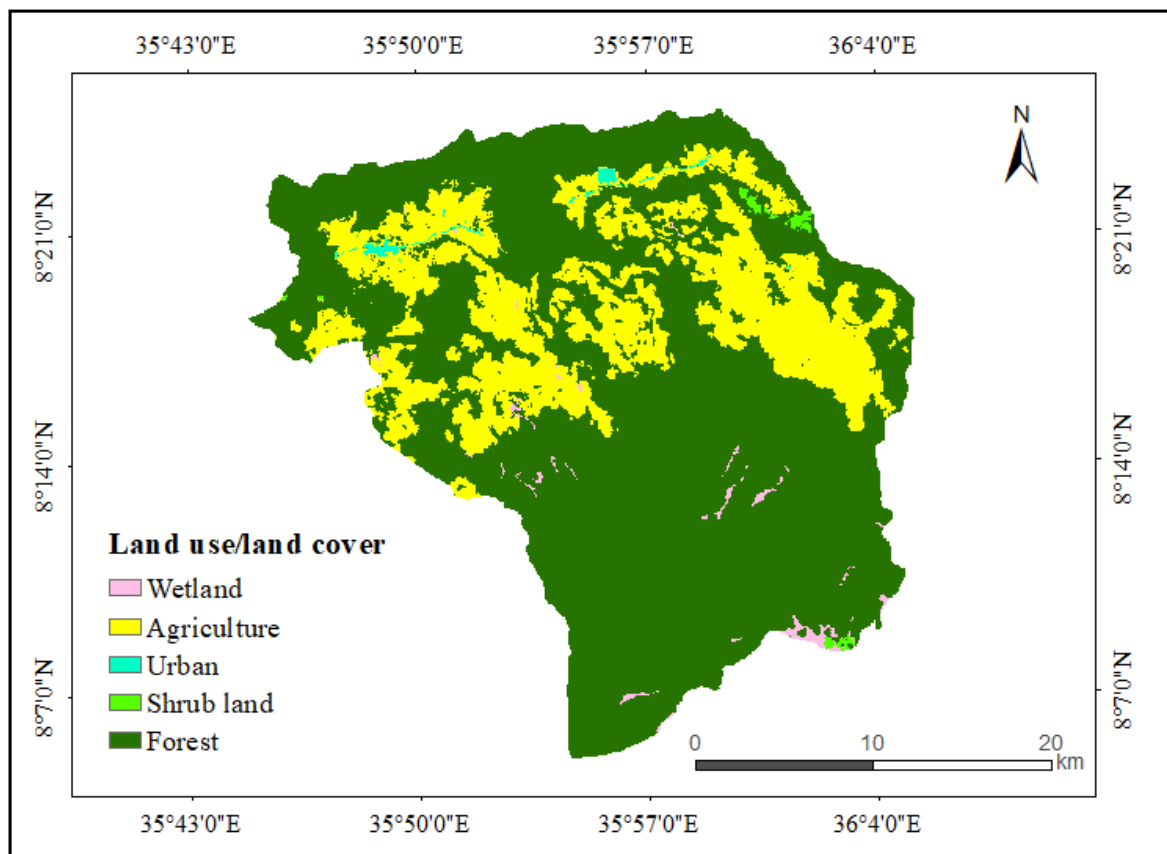 35°43'0"E 35°50'0"E 35°57'0"E 36°4'0"E
N
8°21'0"N 8°21'0"N
8°14'0"N 8°14'0"N
Land use/land cover
Wetland
Agriculture
Urban
Shrub land
Forest
8°7'0"N 8°7'0"N
0 10 20
km
35°43'0"E 35°50'0"E 35°57'0"E 36°4'0"E